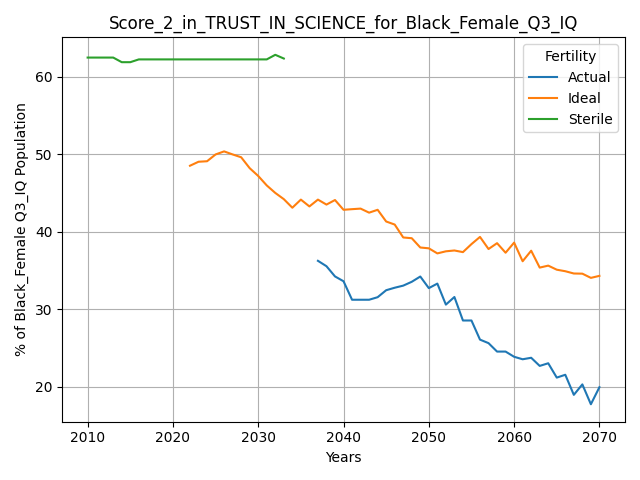 Score_2_in_TRUST_IN_SCIENCE_for_Black_Female_Q3_IQ
% of Black_Female Q3_IQ Population
60
50
40
30
20
Fertility
Actual
Ideal
Sterile
2010 2020 2030 2040 2050 2060 2070
Years